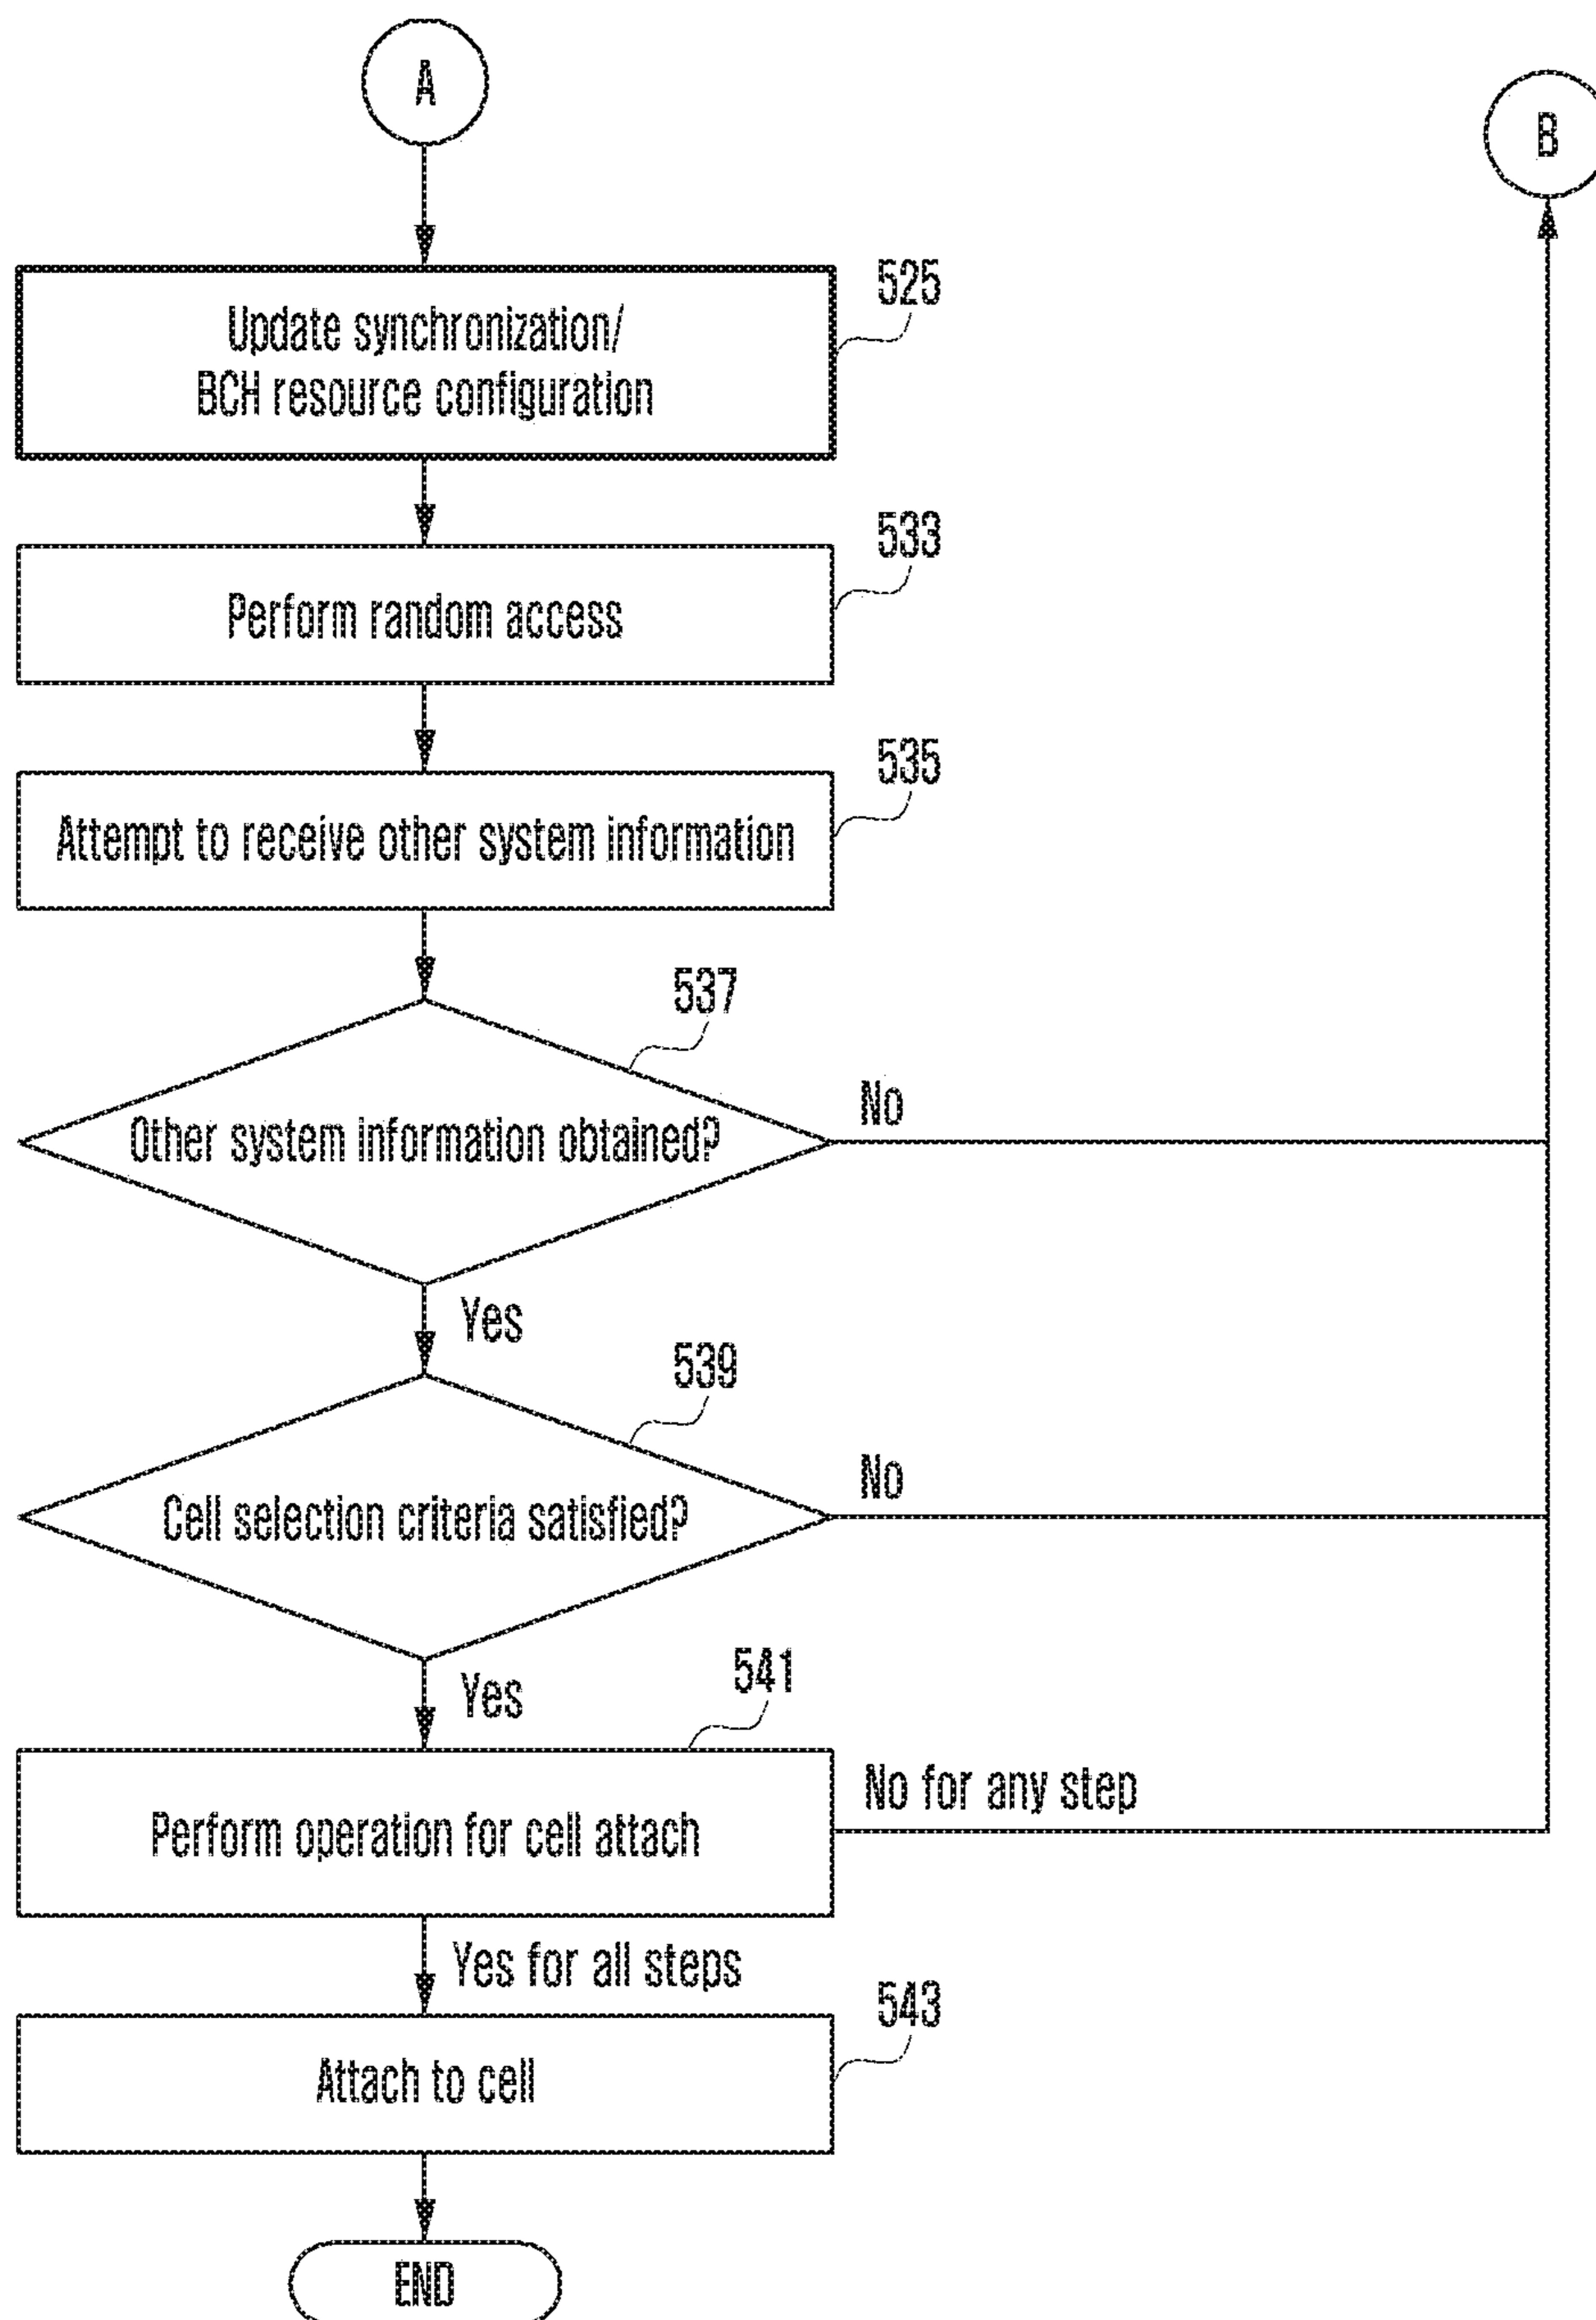 A
B
525
Update synchronization/
BCH resource configuration
533
Perform random access
535
Attempt to receive other system information
537
Other system information obtained?
No
Yes
539
Cell selection criteria satisfied?
No
Yes
541
Perform operation for cell attach
No for any step
Yes for all steps
543
Attach to cell
END